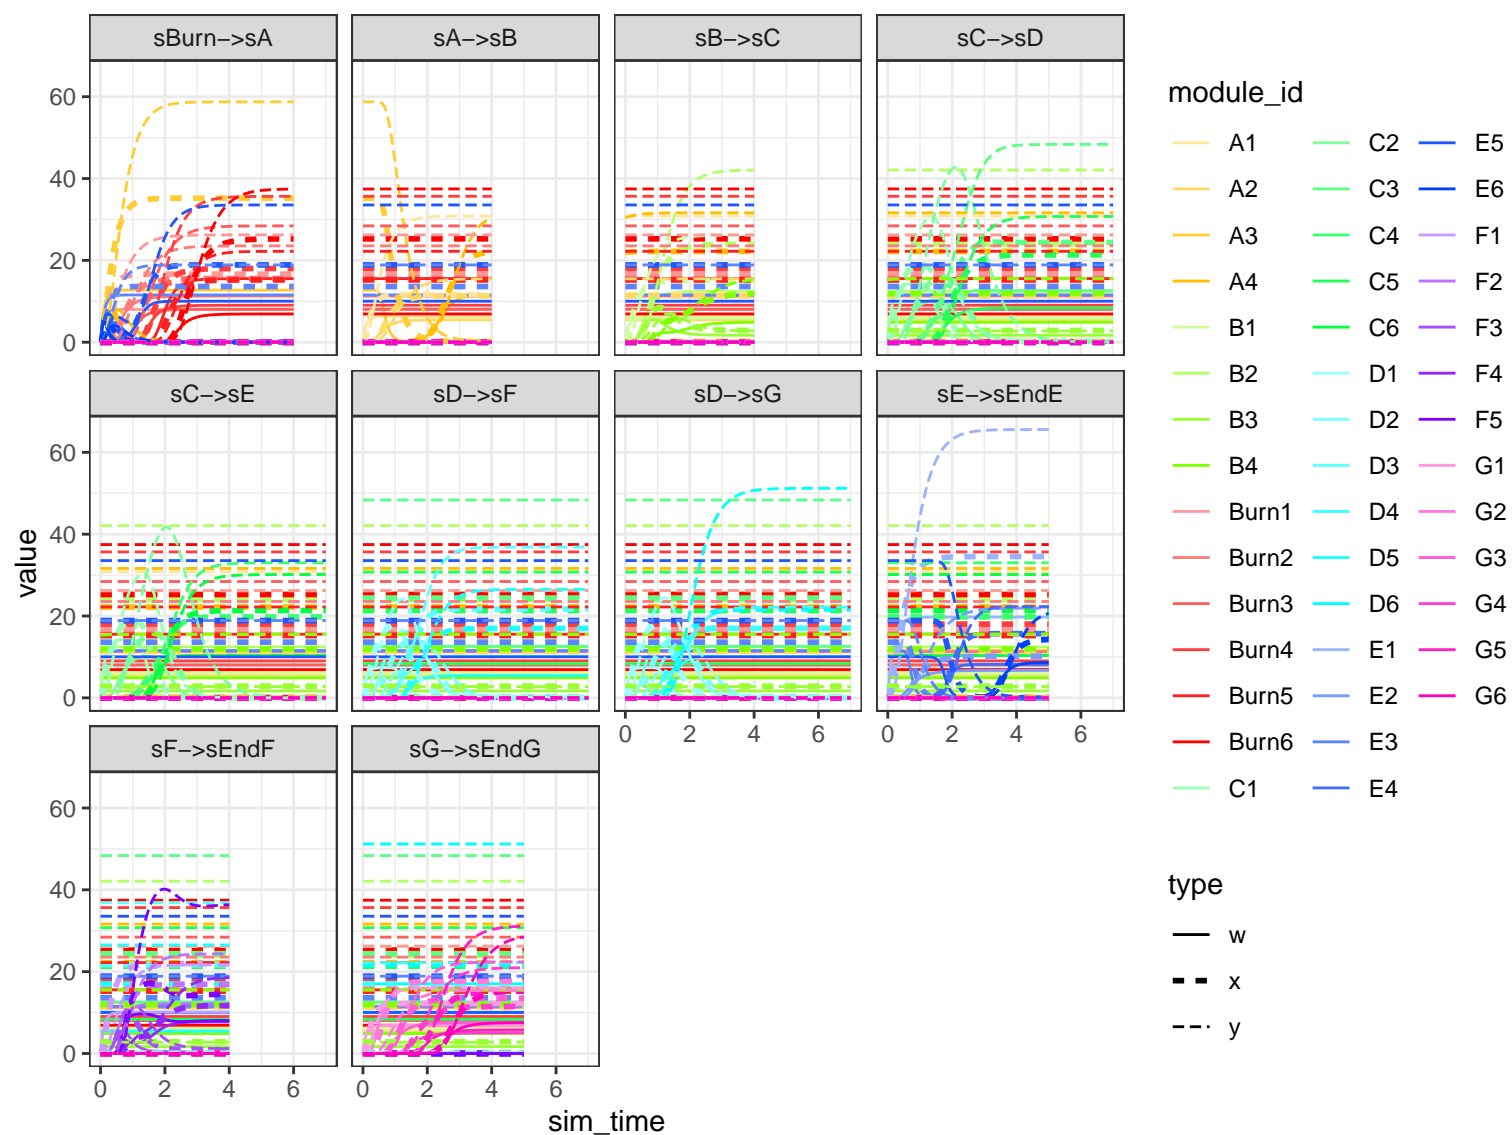 sBurn->sA
sA->sB
sB->sC
sC->sD
60
40
20
0
sC->sE
sD->sF
sD->sG
sE->sEndE
60
40
20
0
0 2 4 6
0 2 4 6
sF->sEndF
sG->sEndG
60
40
20
0
0 2 4 6
0 2 4 6
value
sim_time
module_id
A1
A2
A3
A4
B1
B2
B3
B4
Burn1
Burn2
Burn3
Burn4
Burn5
Burn6
C1
C2
C3
C4
C5
C6
D1
D2
D3
D4
D5
D6
E1
E2
E3
E4
E5
E6
F1
F2
F3
F4
F5
G1
G2
G3
G4
G5
G6
type
w
x
y